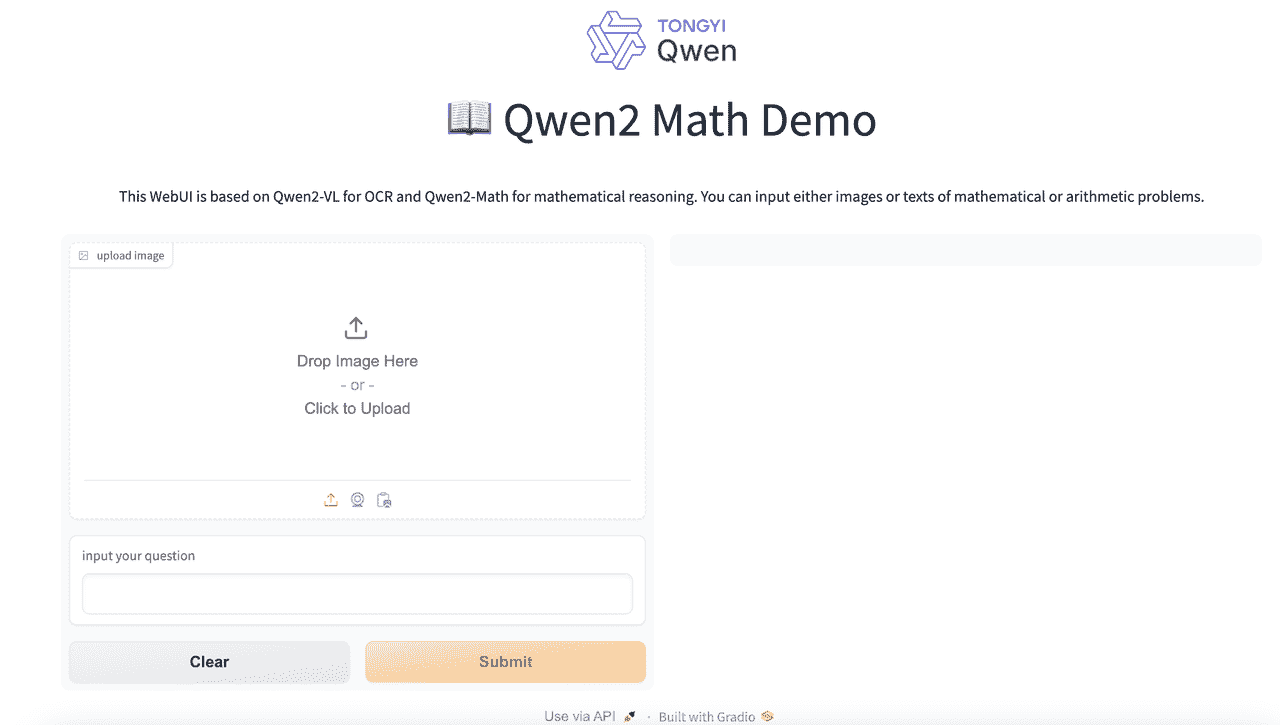 TONGYI
Qwen
📖 Qwen2 Math Demo
This WebUI is based on Qwen2-VL for OCR and Qwen2-Math for mathematical reasoning. You can input either images or texts of mathematical or arithmetic problems.
upload image
Drop Image Here
- or -
Click to Upload
input your question
Clear
Submit
Use via API 🚀 · Built with Gradio